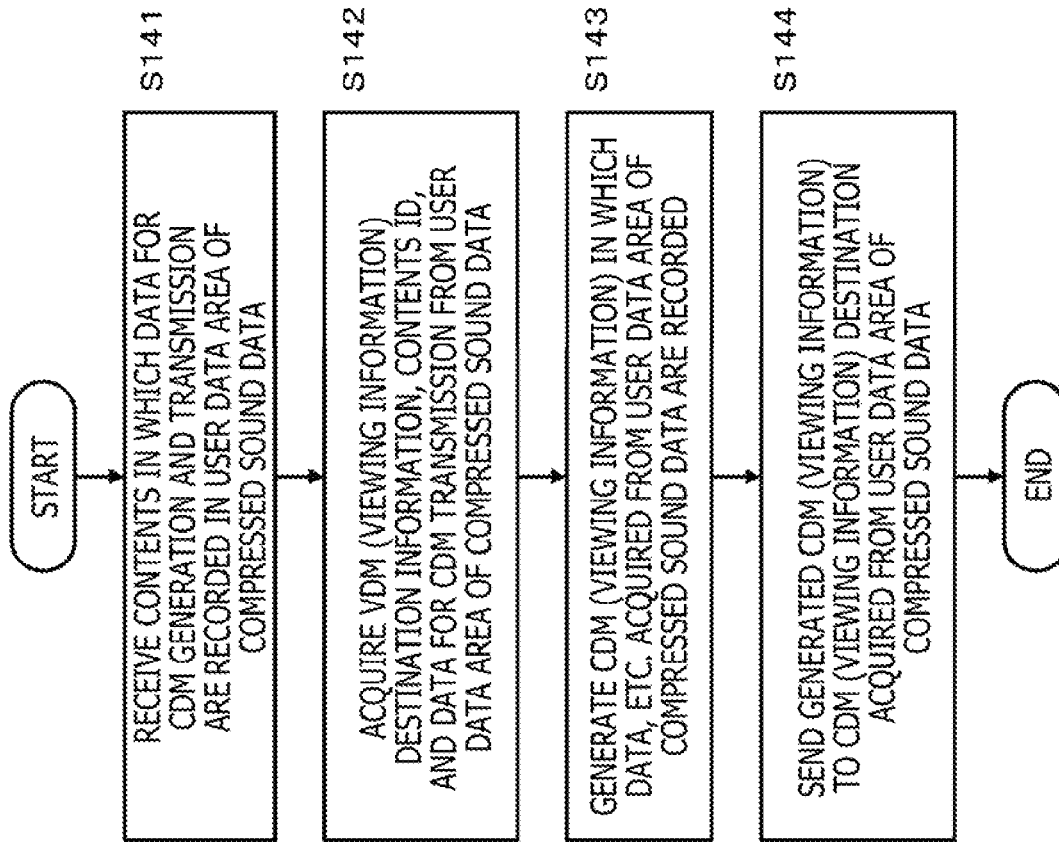 START
RECEIVE CONTENTS IN WHICH DATA FOR
CDM GENERATION AND TRANSMISSION
ARE RECORDED IN USER DATA AREA OF
COMPRESSED SOUND DATA
S141
ACQUIRE VDM (VIEWING INFORMATION)
DESTINATION INFORMATION, CONTENTS ID,
AND DATA FOR CDM TRANSMISSION FROM USER
DATA AREA OF COMPRESSED SOUND DATA
S142
GENERATE CDM (VIEWING INFORMATION) IN WHICH
DATA, ETC. ACQUIRED FROM USER DATA AREA OF
COMPRESSED SOUND DATA ARE RECORDED
S143
SEND GENERATED CDM (VIEWING INFORMATION)
TO CDM (VIEWING INFORMATION) DESTINATION
ACQUIRED FROM USER DATA AREA OF
COMPRESSED SOUND DATA
S144
END